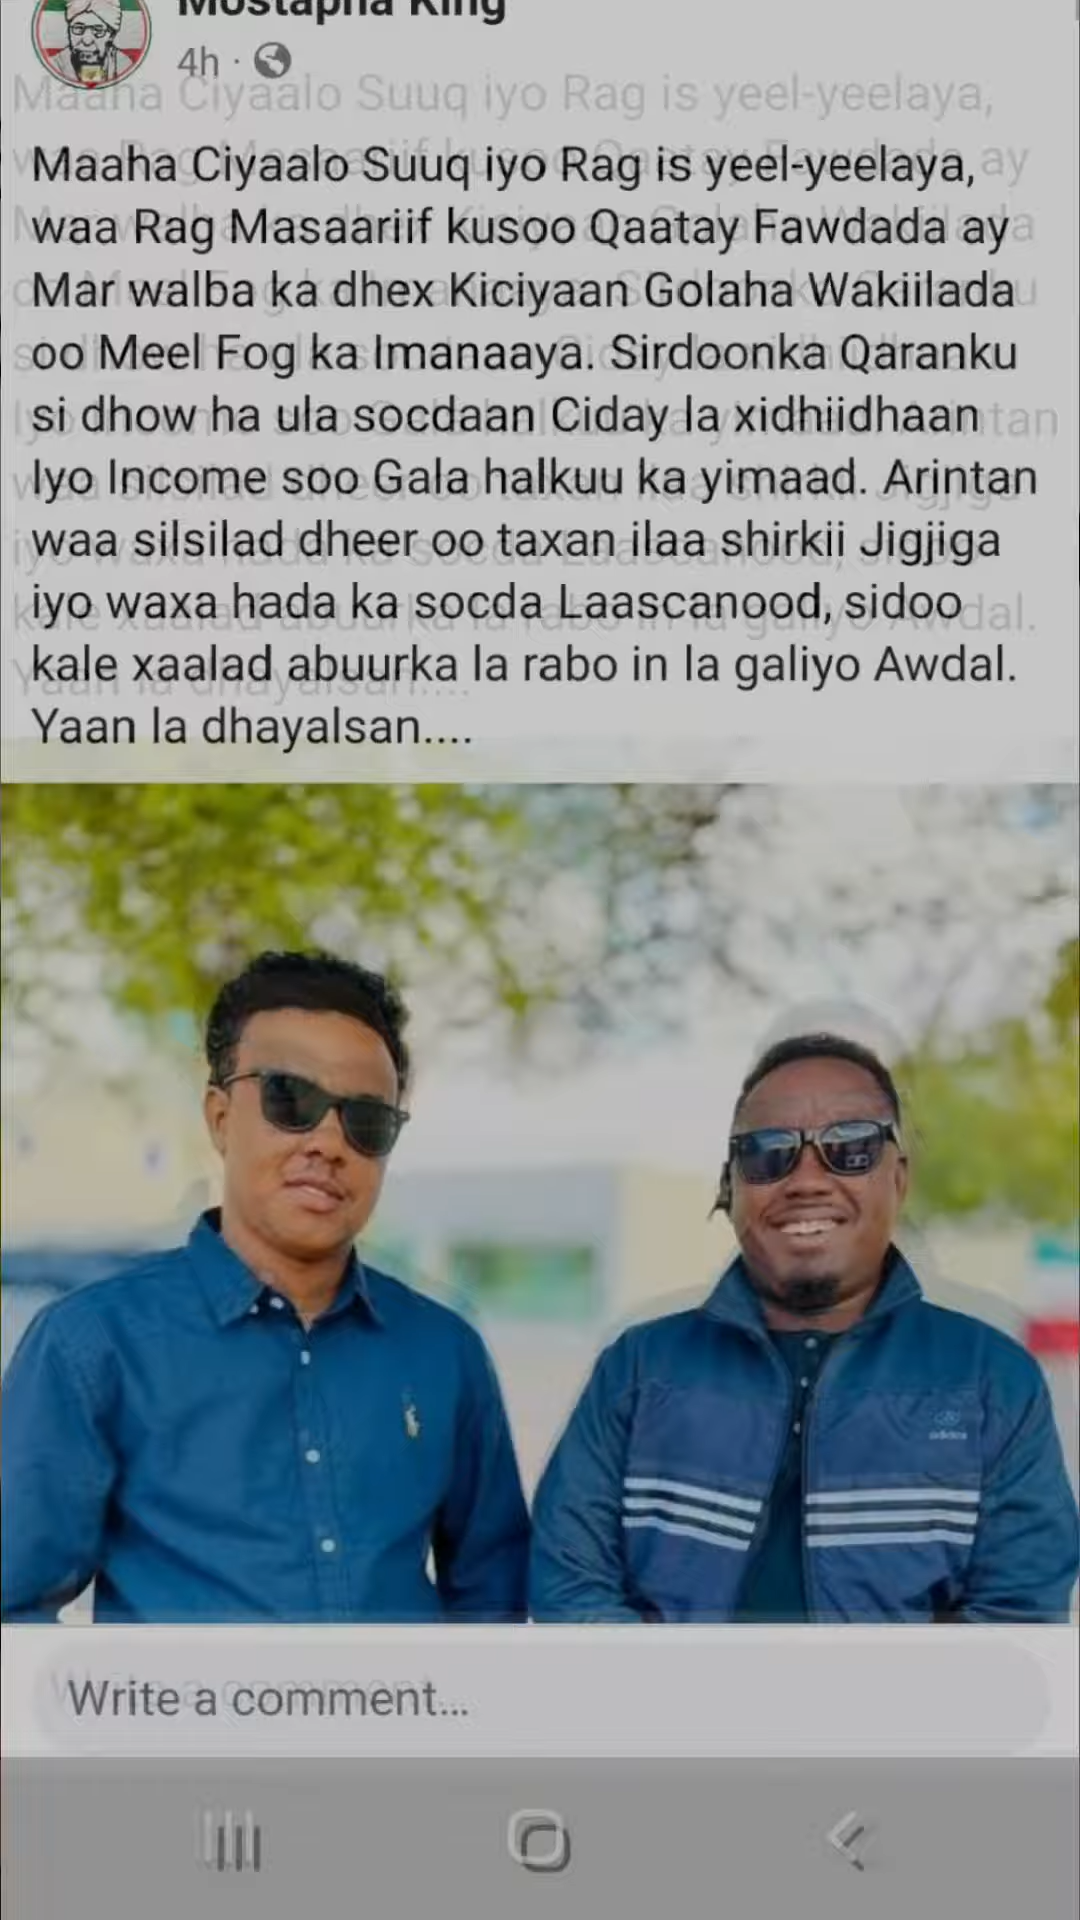 Mostapha King
4h ·
Maaha Ciyaalo Suuq iyo Rag is yeel-yeelaya,
waa Rag Masaariif kusoo Qaatay Fawdada ay
Mar walba ka dhex Kiciyaan Golaha Wakiilada
oo Meel Fog ka Imanaaya. Sirdoonka Qaranku
si dhow ha ula socdaan Ciday la xidhiidhaan
Iyo Income soo Gala halkuu ka yimaad. Arintan
waa silsilad dheer oo taxan ilaa shirkii Jigjiga
iyo waxa hada ka socda Laascanood, sidoo
kale xaalad abuurka la rabo in la galiyo Awdal.
Yaan la dhayalsan....
adidas
Write a comment...